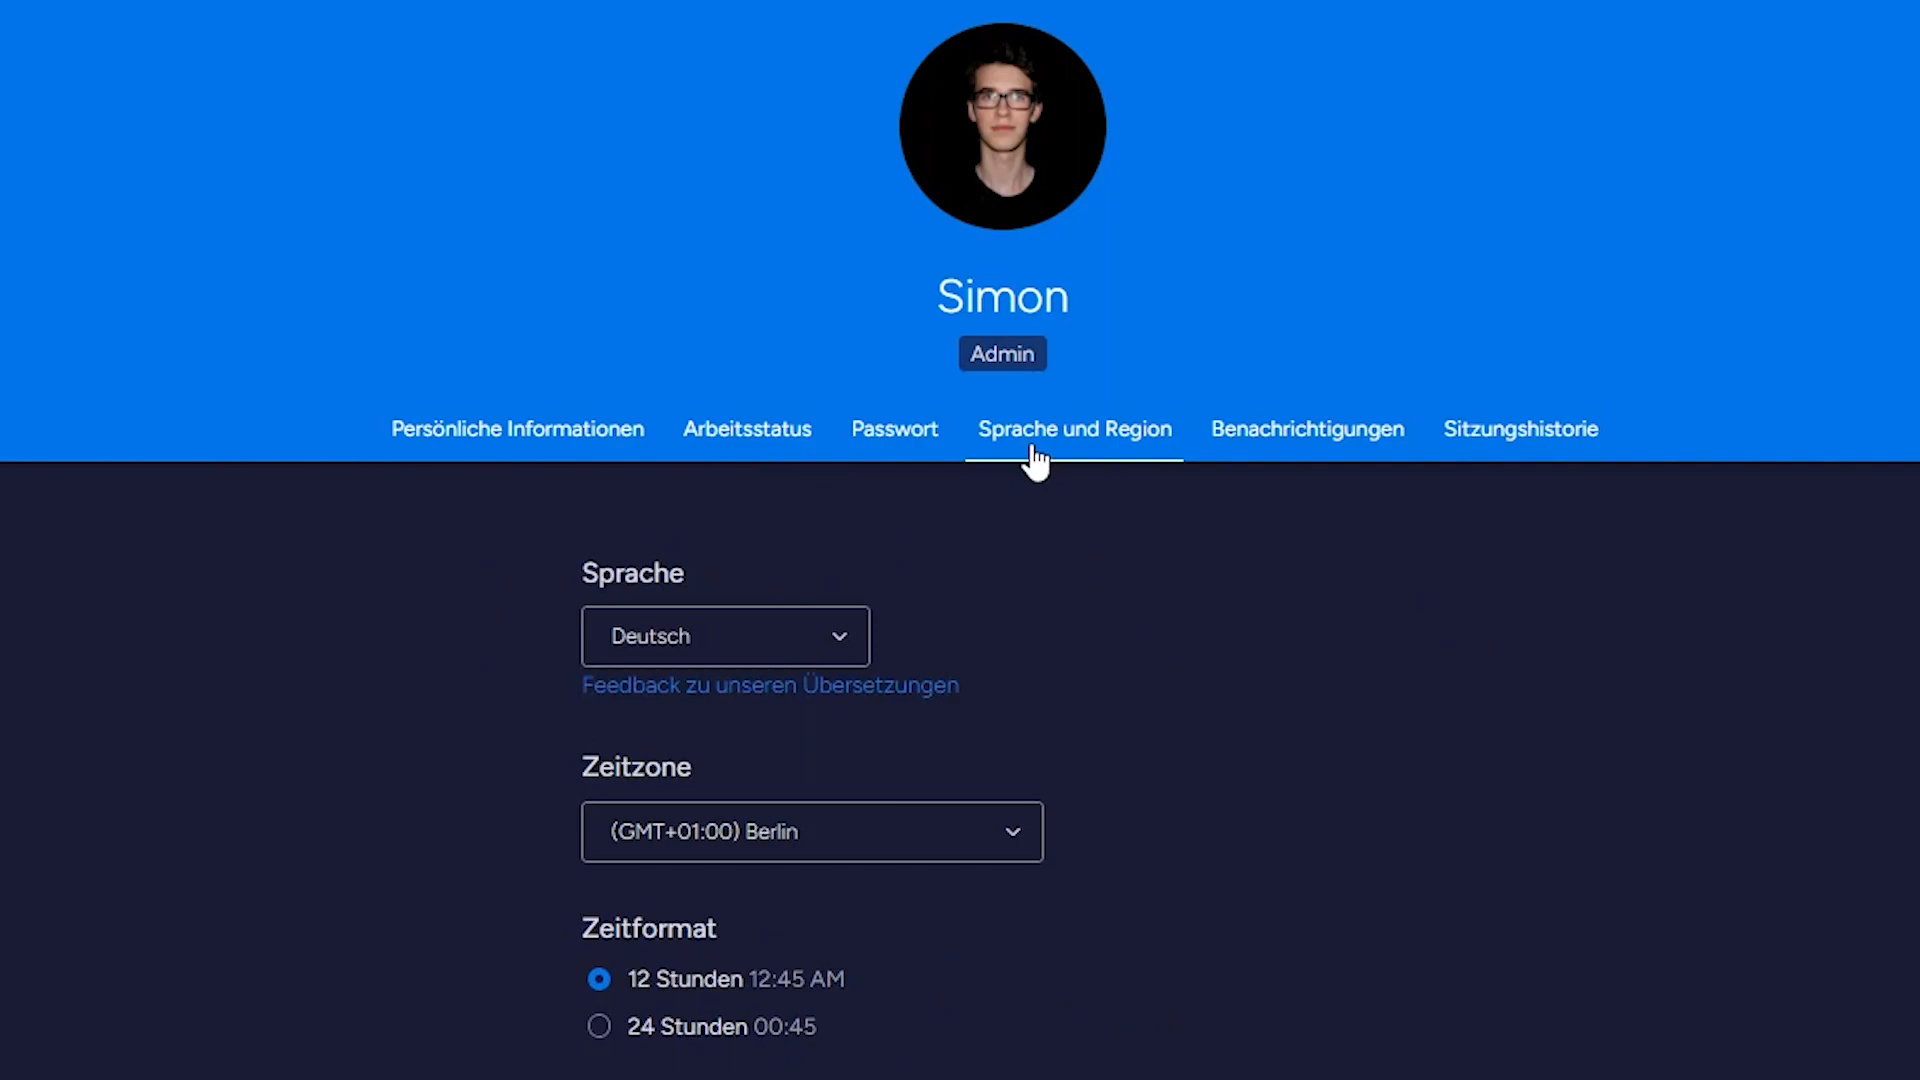 Simon
Admin
Persönliche Informationen Arbeitsstatus Passwort Sprache und Region Benachrichtigungen Sitzungshistorie
Sprache
Deutsch
Feedback zu unseren Übersetzungen
Zeitzone
(GMT+01:00) Berlin
Zeitformat
12 Stunden 12:45 AM
24 Stunden 00:45